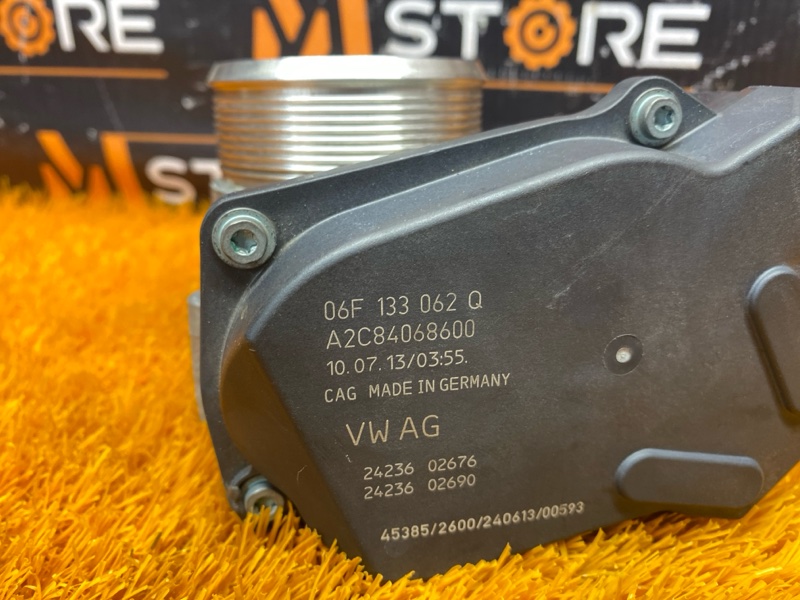 STORE
M STORE
M ST
06F 133 062 Q
A2C84068600
10.07.13/03:55.
CAG MADE IN GERMANY
VW AG
24236 02676
24236 02690
45385/2600/240613/00593